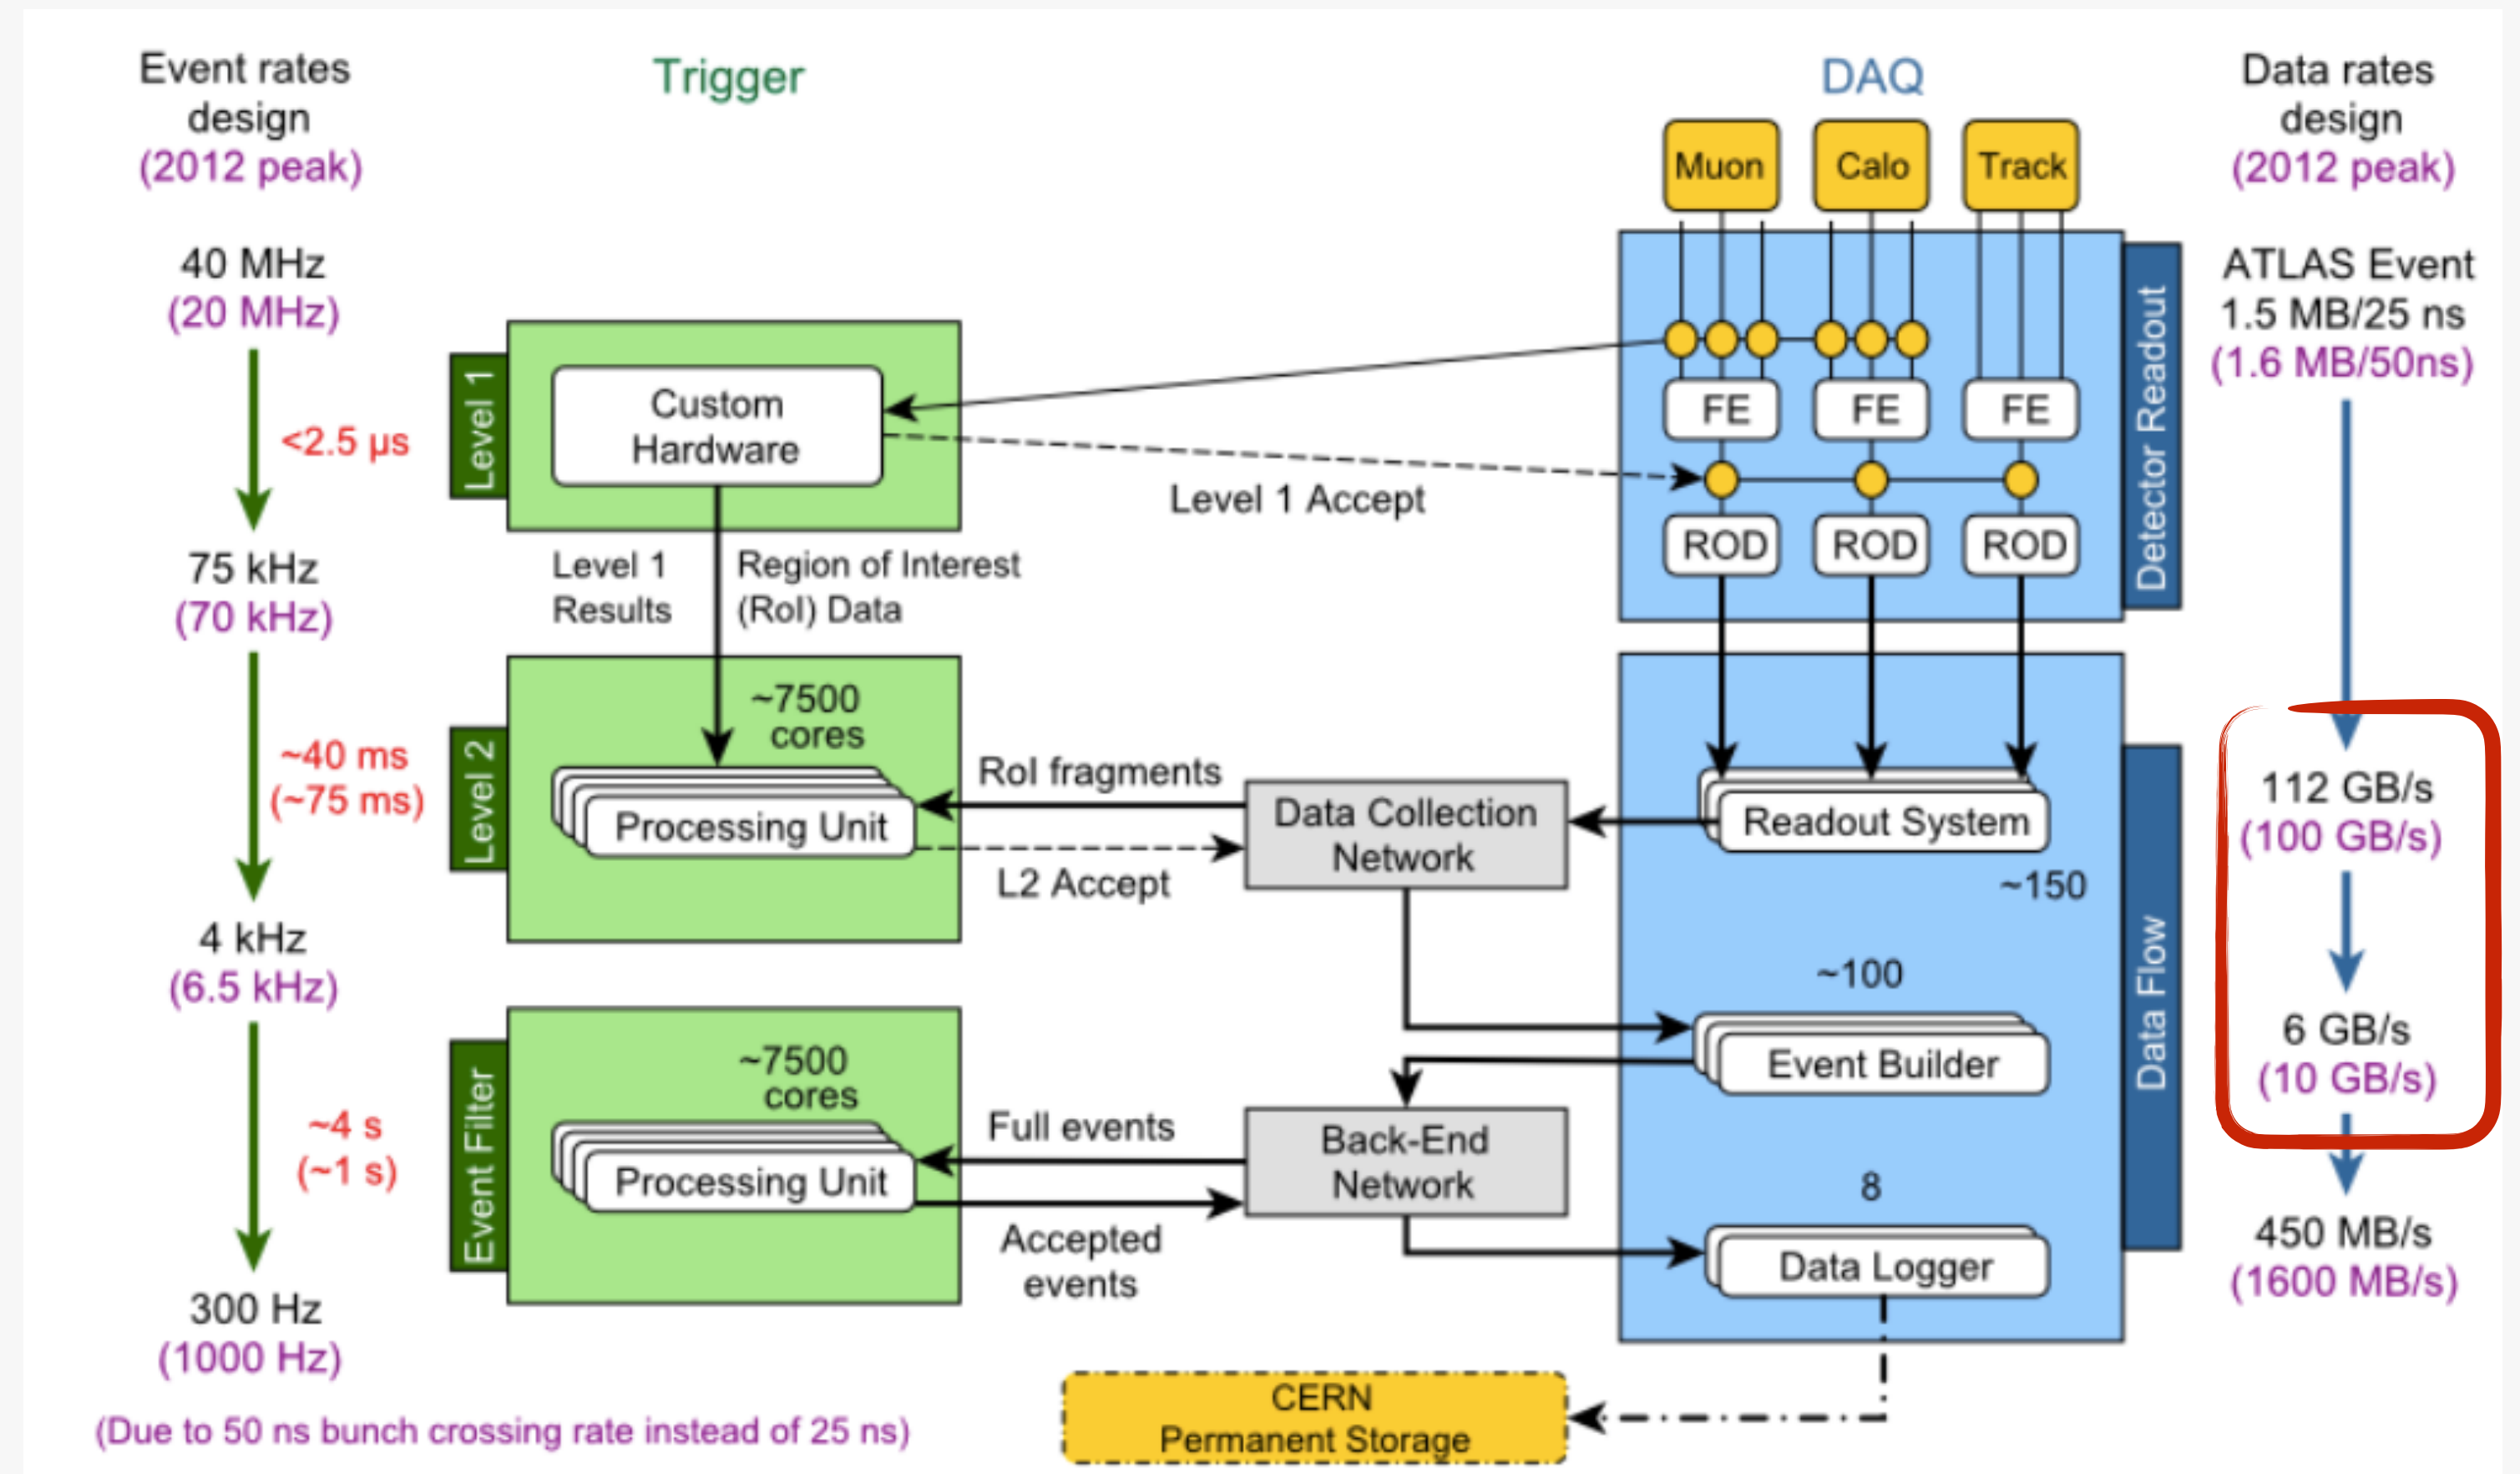 Event rates
design
(2012 peak)
Trigger
DAQ
Data rates
design
(2012 peak)
Muon
Calo
Track
40 MHz
(20 MHz)
ATLAS Event
1.5 MB/25 ns
(1.6 MB/50ns)
Level 1
Custom
Hardware
<2.5 µs
FE
FE
FE
Level 1 Accept
ROD
ROD
ROD
Detector Readout
75 kHz
(70 kHz)
Level 1
Results
Region of Interest
(RoI) Data
~7500
cores
Level 2
~40 ms
(~75 ms)
Processing Unit
RoI fragments
L2 Accept
Data Collection
Network
Readout System
~150
112 GB/s
(100 GB/s)
4 kHz
(6.5 kHz)
~100
Event Builder
Data Flow
6 GB/s
(10 GB/s)
Event Filter
~7500
cores
~4 s
(~1 s)
Processing Unit
Full events
Accepted
events
Back-End
Network
8
Data Logger
450 MB/s
(1600 MB/s)
300 Hz
(1000 Hz)
(Due to 50 ns bunch crossing rate instead of 25 ns)
CERN
Permanent Storage